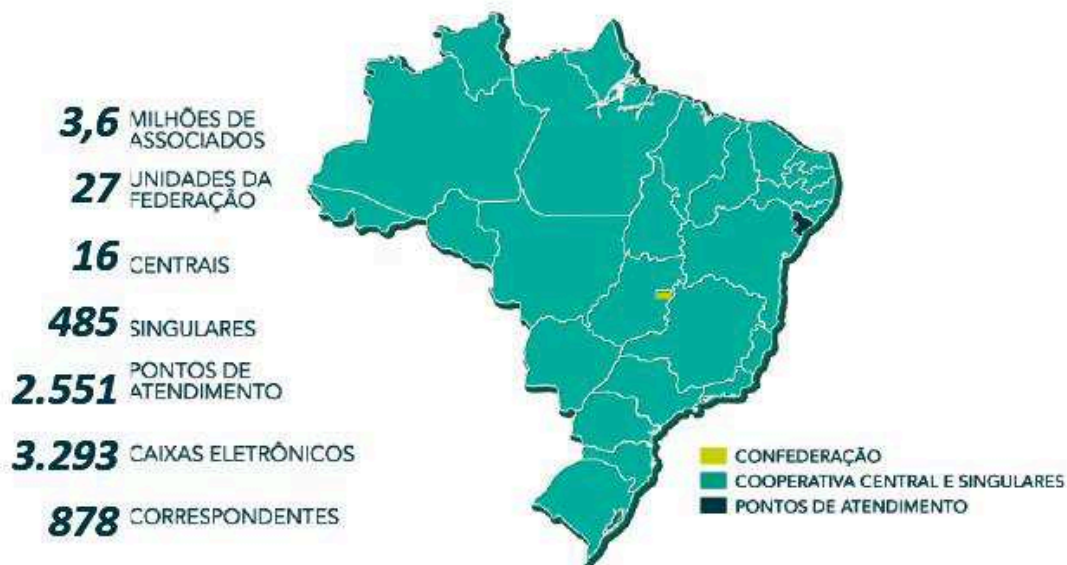 3,6 MILHÕES DE
ASSOCIADOS
27 UNIDADES DA
FEDERAÇÃO
16 CENTRAIS
485 SINGULARES
2.551 PONTOS DE
ATENDIMENTO
3.293 CAIXAS ELETRÔNICOS
878 CORRESPONDENTES
CONFEDERAÇÃO
COOPERATIVA CENTRAL E SINGULARES
PONTOS DE ATENDIMENTO